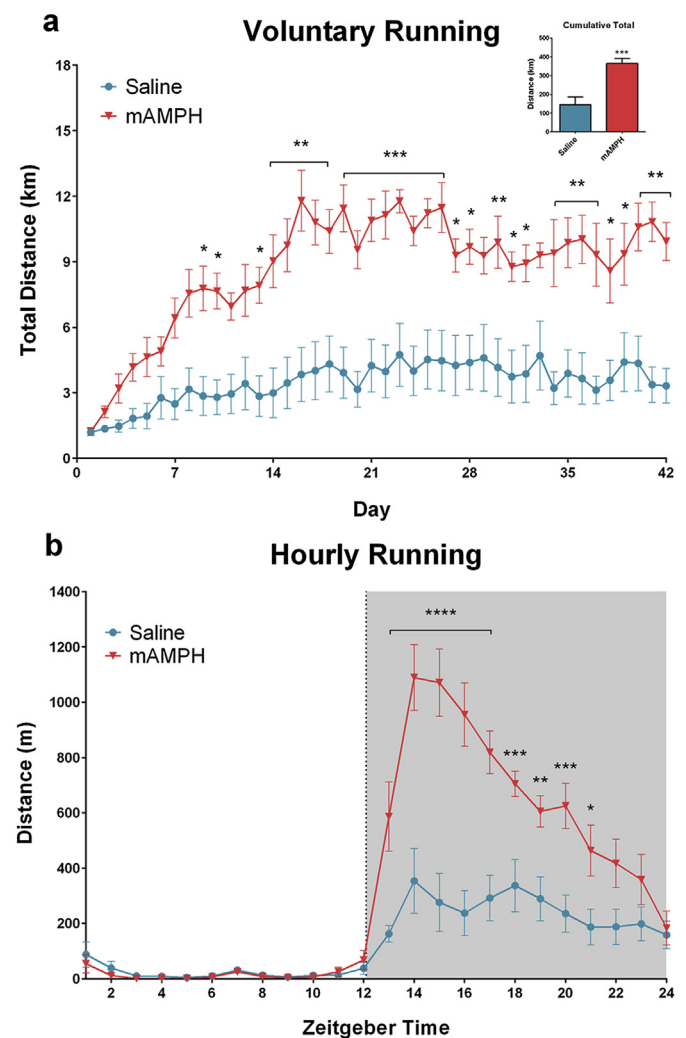 a
Voluntary Running
Cumulative Total
Distance (km)
500
400
300
200
100
0
***
Saline
mAMPH
Saline
mAMPH
Total Distance (km)
18
15
12
9
6
3
0
** *** ** ** **
* * * * * * * * *
0 7 14 21 28 35 42
Day
b
Hourly Running
Saline
mAMPH
Distance (m)
1400
1200
1000
800
600
400
200
0
****
*** ** *** *
2 4 6 8 10 12 14 16 18 20 22 24
Zeitgeber Time